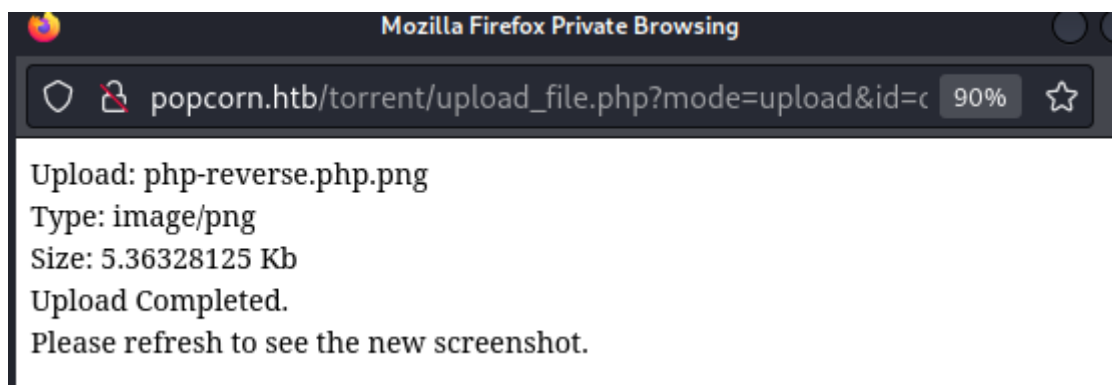 Mozilla Firefox Private Browsing
popcorn.htb/torrent/upload_file.php?mode=upload&id=c 90%
Upload: php-reverse.php.png
Type: image/png
Size: 5.36328125 Kb
Upload Completed.
Please refresh to see the new screenshot.